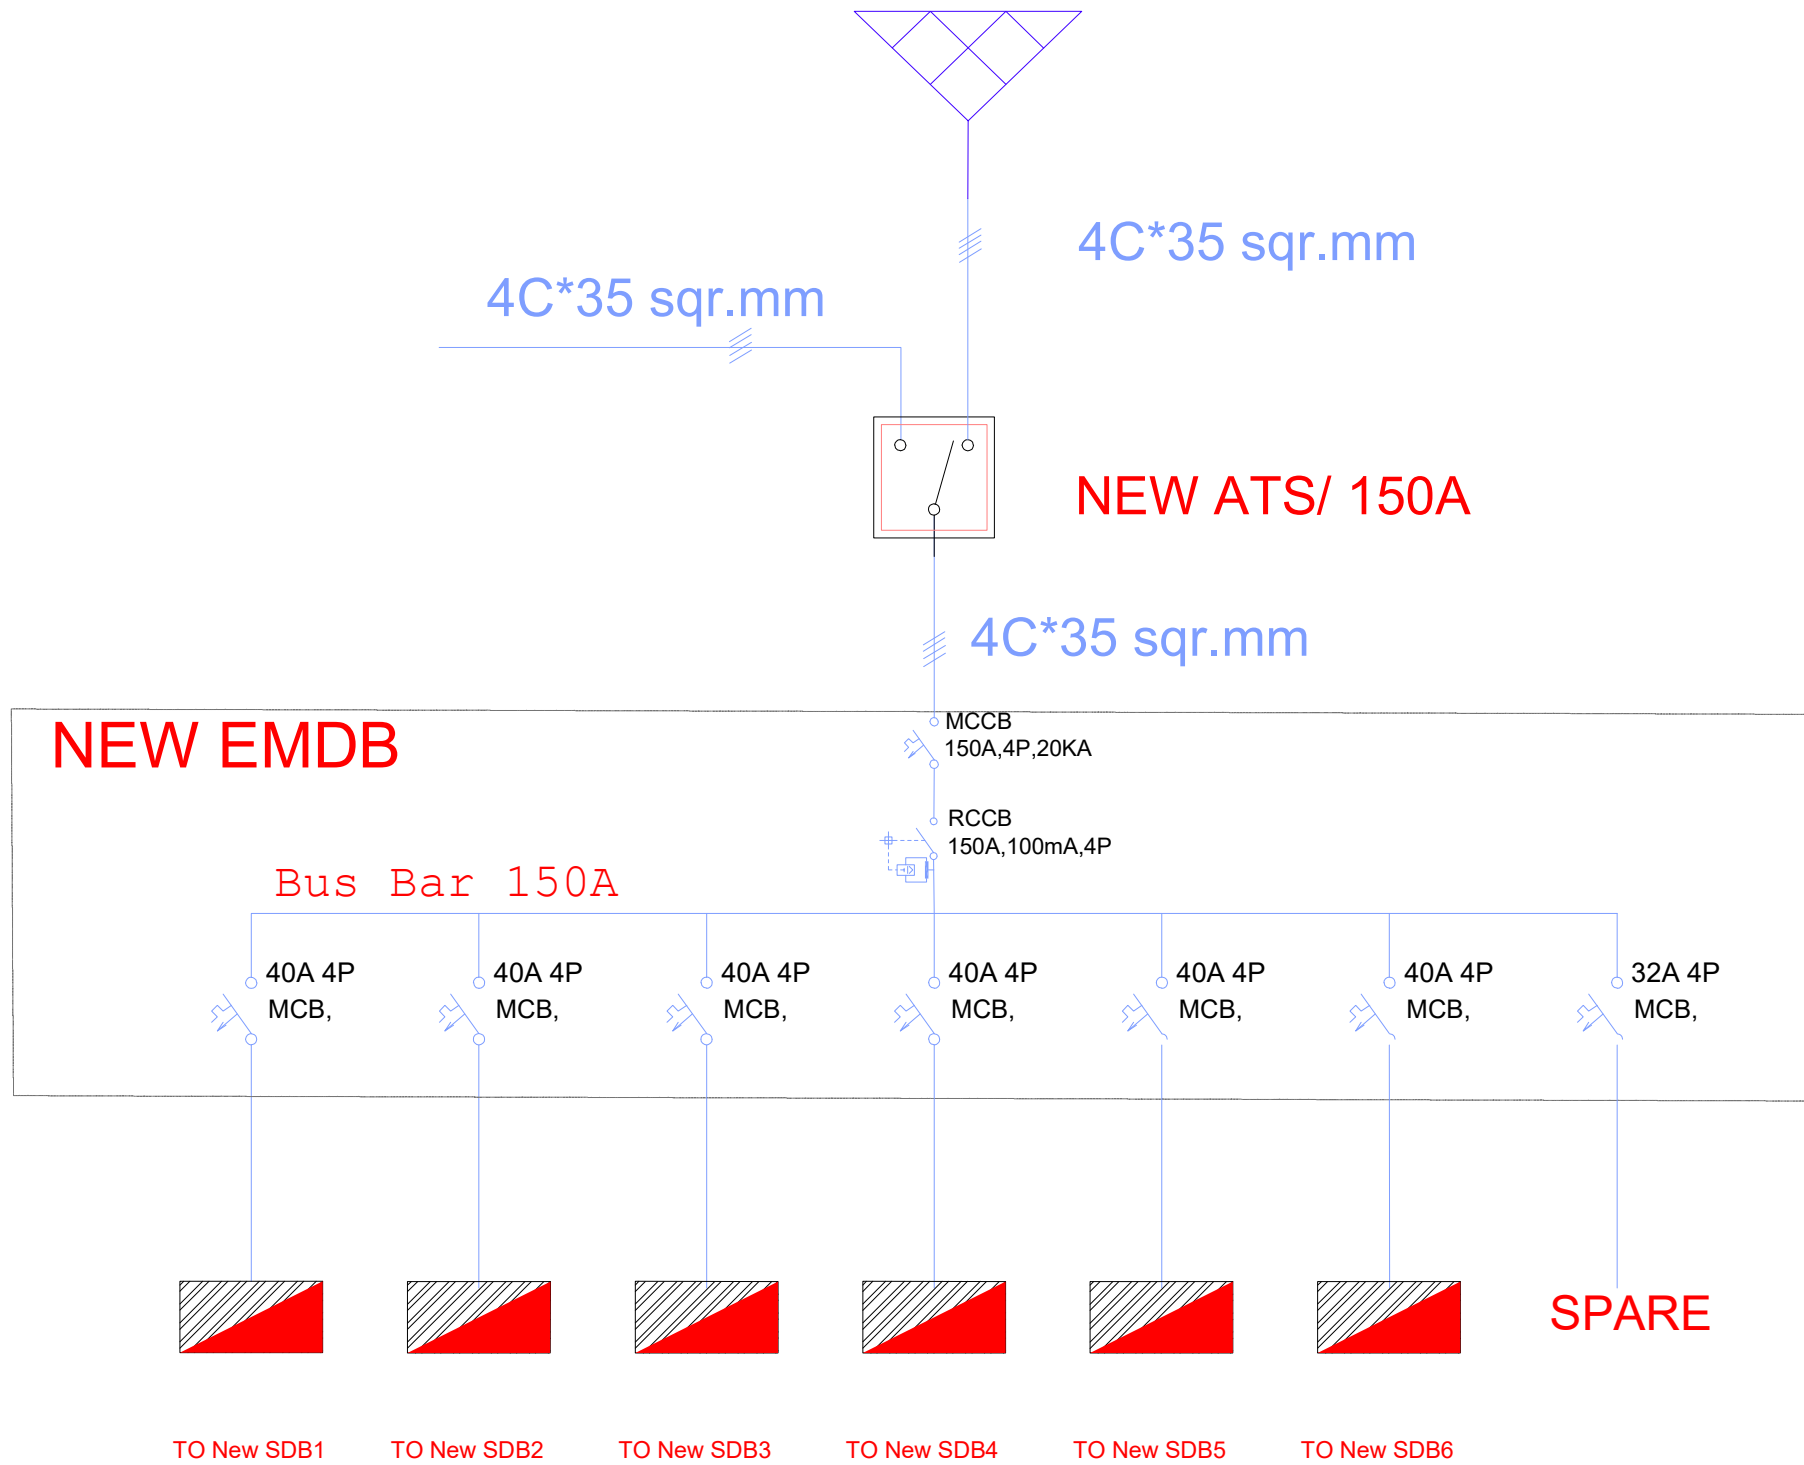 4C*35 sqr.mm
4C*35 sqr.mm
NEW ATS/ 150A
4C*35 sqr.mm
NEW EMDB
MCCB
150A,4P,20KA
RCCB
150A,100mA,4P
Bus Bar 150A
40A 4P
MCB,
40A 4P
MCB,
40A 4P
MCB,
40A 4P
MCB,
40A 4P
MCB,
40A 4P
MCB,
32A 4P
MCB,
SPARE
TO New SDB1
TO New SDB2
TO New SDB3
TO New SDB4
TO New SDB5
TO New SDB6